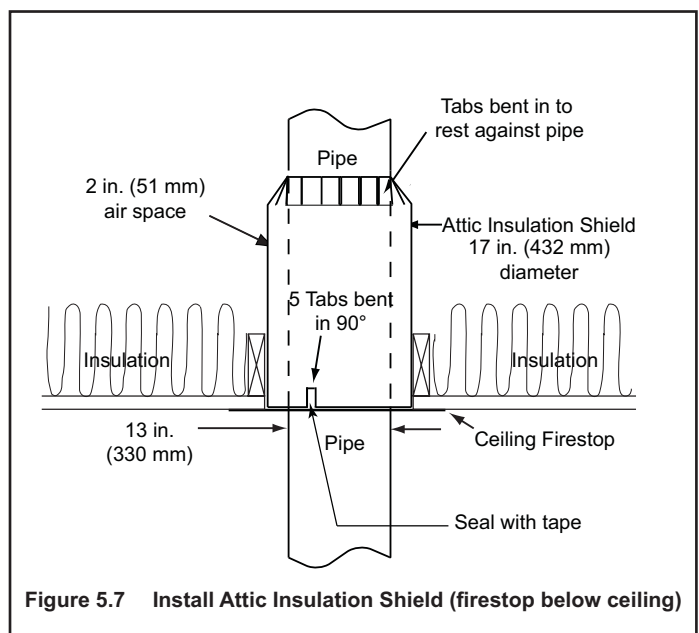 Tabs bent in to
rest against pipe
Pipe
2 in. (51 mm)
air space
Attic Insulation Shield
17 in. (432 mm)
diameter
5 Tabs bent
in 90°
Insulation
Insulation
13 in.
(330 mm)
Pipe
Ceiling Firestop
Seal with tape
Figure 5.7 Install Attic Insulation Shield (firestop below ceiling)